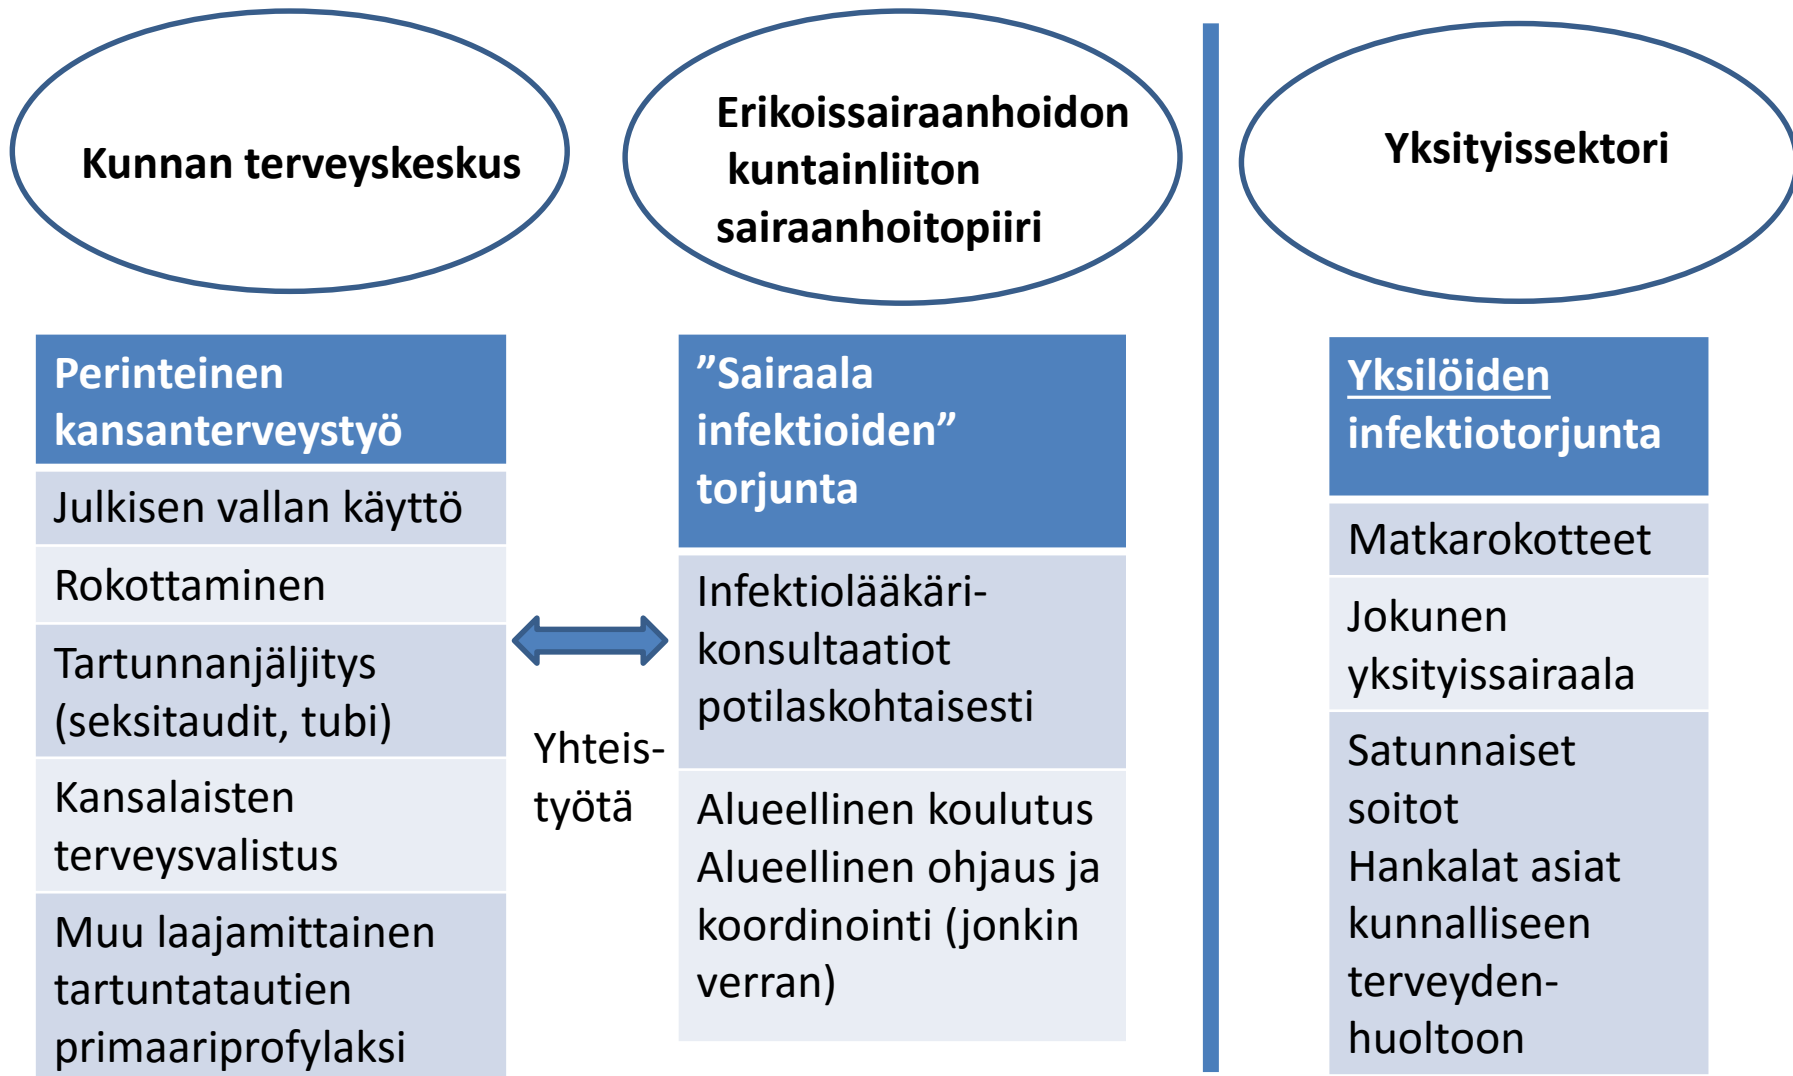 Kunnan terveyskeskus
Erikoissairaanhoidon
kuntainliiton
sairaanhoitopiiri
Yksityissektori
Perinteinen
kansanterveystyö
Julkisen vallan käyttö
Rokottaminen
Tartunnanjäljitys
(seksitaudit, tubi)
Kansalaisten
terveysvalistus
Muu laajamittainen
tartuntatautien
primaariprofylaksi
Yhteis-
työtä
”Sairaala
infektioiden”
torjunta
Infektiolääkäri-
konsultaatiot
potilaskohtaisesti
Alueellinen koulutus
Alueellinen ohjaus ja
koordinointi (jonkin
verran)
Yksilöiden
infektiotorjunta
Matkarokotteet
Jokunen
yksityissairaala
Satunnaiset
soitot
Hankalat asiat
kunnalliseen
terveyden-
huoltoon